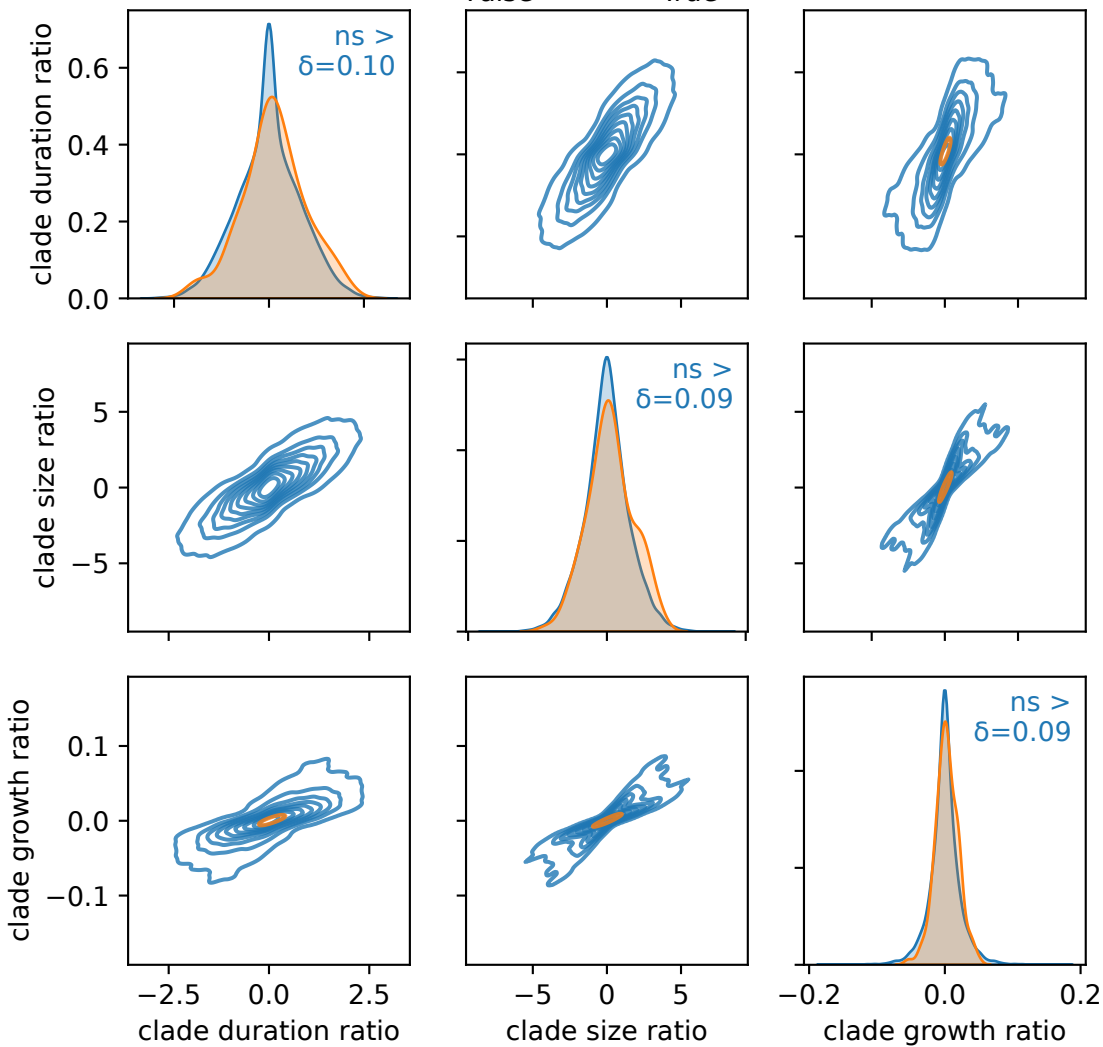 clade duration ratio
0.6
0.4
0.2
0.0
ns >
δ=0.10
clade size ratio
5
0
−5
ns >
δ=0.09
clade growth ratio
0.1
0.0
−0.1
ns >
δ=0.09
−2.5 0.0 2.5
−5 0 5
−0.2 0.0 0.2
clade duration ratio
clade size ratio
clade growth ratio